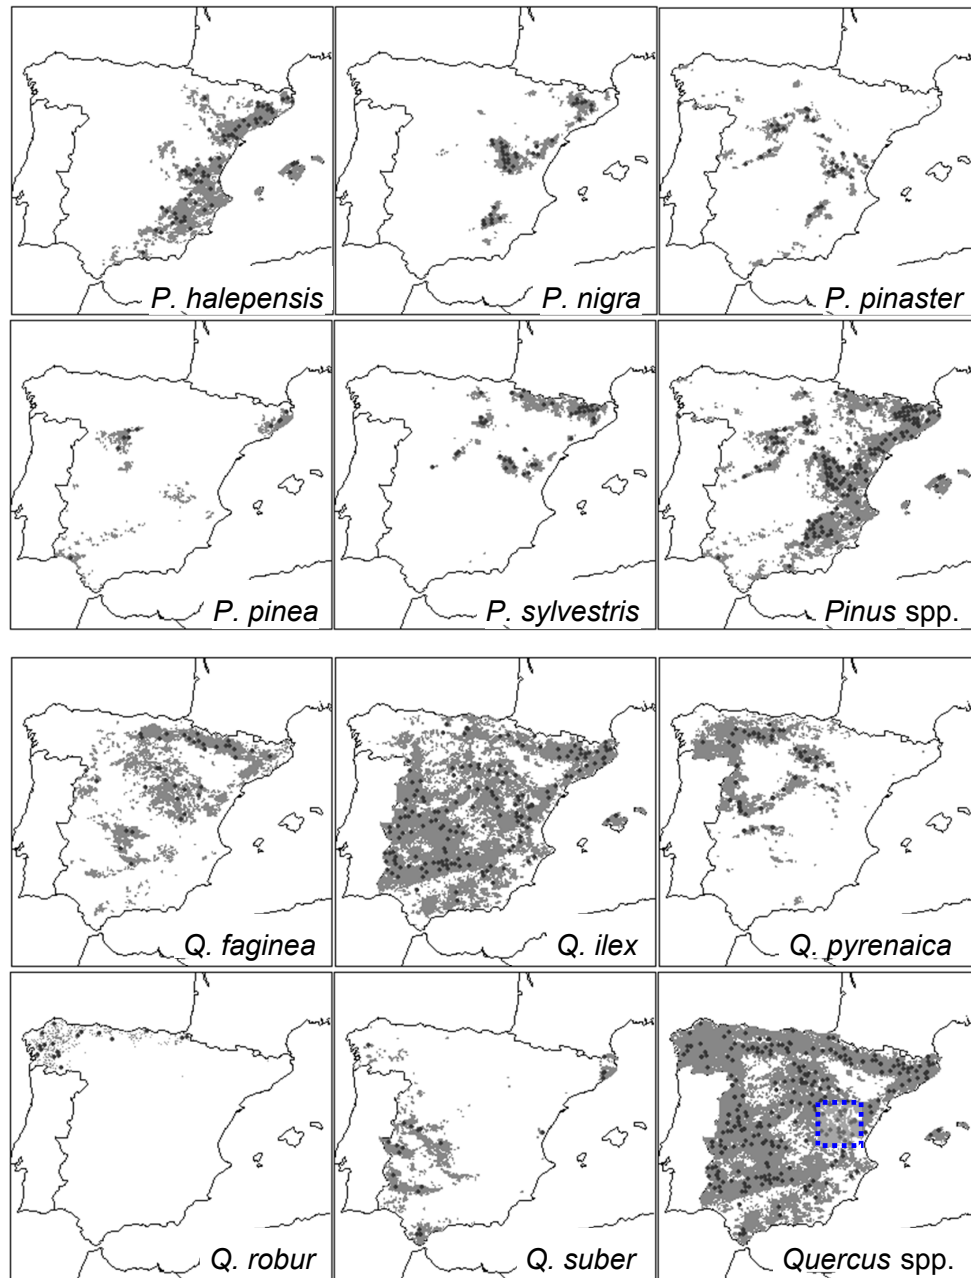 P. halepensis
P. nigra
P. pinaster
P. pinea
P. sylvestris
Pinus spp.
Q. faginea
Q. ilex
Q. pyrenaica
Q. robur
Q. suber
Quercus spp.